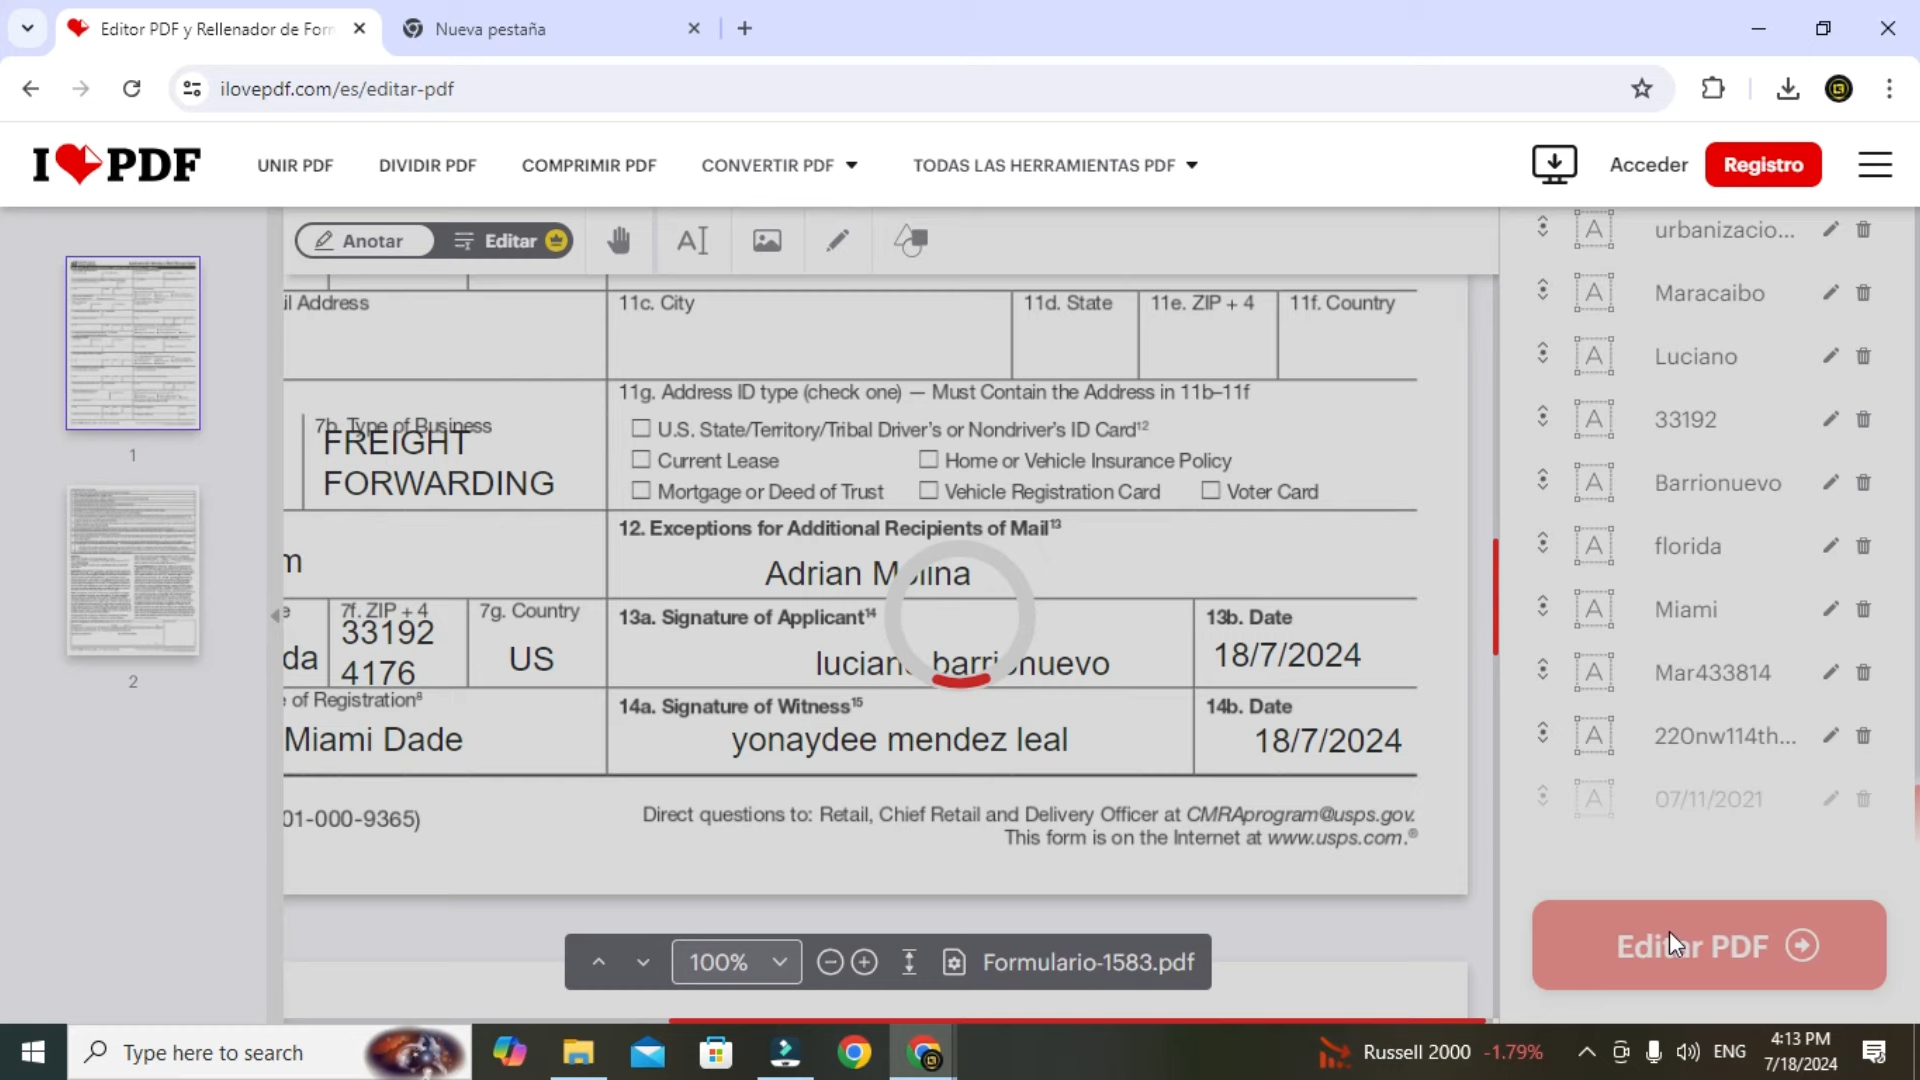 Editor PDF y Rellenador de Form
Nueva pestaña
ilovepdf.com/es/editar-pdf
I PDF
UNIR PDF
DIVIDIR PDF
COMPRIMIR PDF
CONVERTIR PDF
TODAS LAS HERRAMIENTAS PDF
Acceder
Registro
Anotar
Editar
1
2
il Address
11c. City
11d. State
11e. ZIP + 4
11f. Country
7b. Type of Business
FREIGHT
FORWARDING
11g. Address ID type (check one) — Must Contain the Address in 11b–11f
U.S. State/Territory/Tribal Driver's or Nondriver's ID Card¹²
Current Lease
Home or Vehicle Insurance Policy
Mortgage or Deed of Trust
Vehicle Registration Card
Voter Card
12. Exceptions for Additional Recipients of Mail¹³
m
Adrian Molina
e
7f. ZIP + 4
7g. Country
33192
4176
da
US
13a. Signature of Applicant¹⁴
13b. Date
luciano barrionuevo
18/7/2024
e of Registration⁸
Miami Dade
14a. Signature of Witness¹⁵
14b. Date
yonaydee mendez leal
18/7/2024
01-000-9365)
Direct questions to: Retail, Chief Retail and Delivery Officer at CMRAprogram@usps.gov.
This form is on the Internet at www.usps.com.®
100%
Formulario-1583.pdf
urbanizacio...
Maracaibo
Luciano
33192
Barrionuevo
florida
Miami
Mar433814
220nw114th...
07/11/2021
Editar PDF
Type here to search
Russell 2000 -1.79%
ENG
4:13 PM
7/18/2024